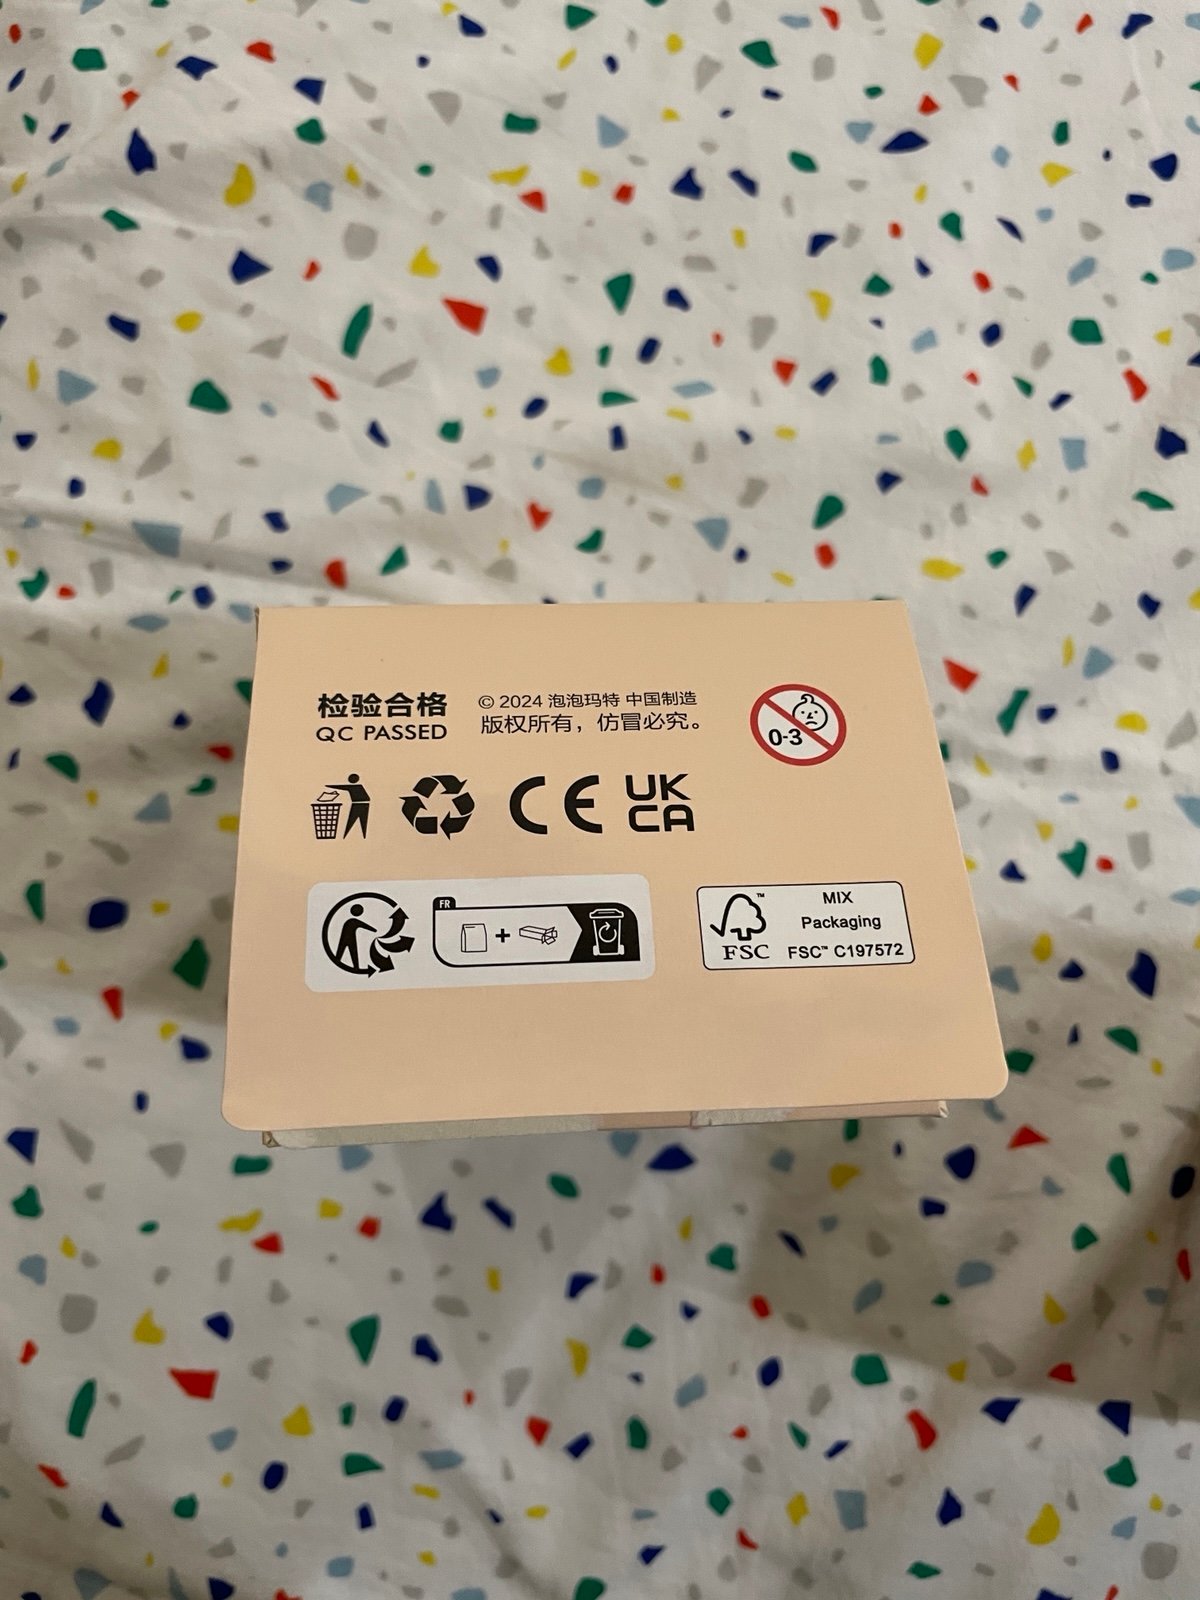 检验合格
QC PASSED
© 2024 泡泡玛特 中国制造
版权所有，仿冒必究。
0-3
CE
UK
CA
FR
+
MIX
Packaging
FSC™ C197572
™
FSC